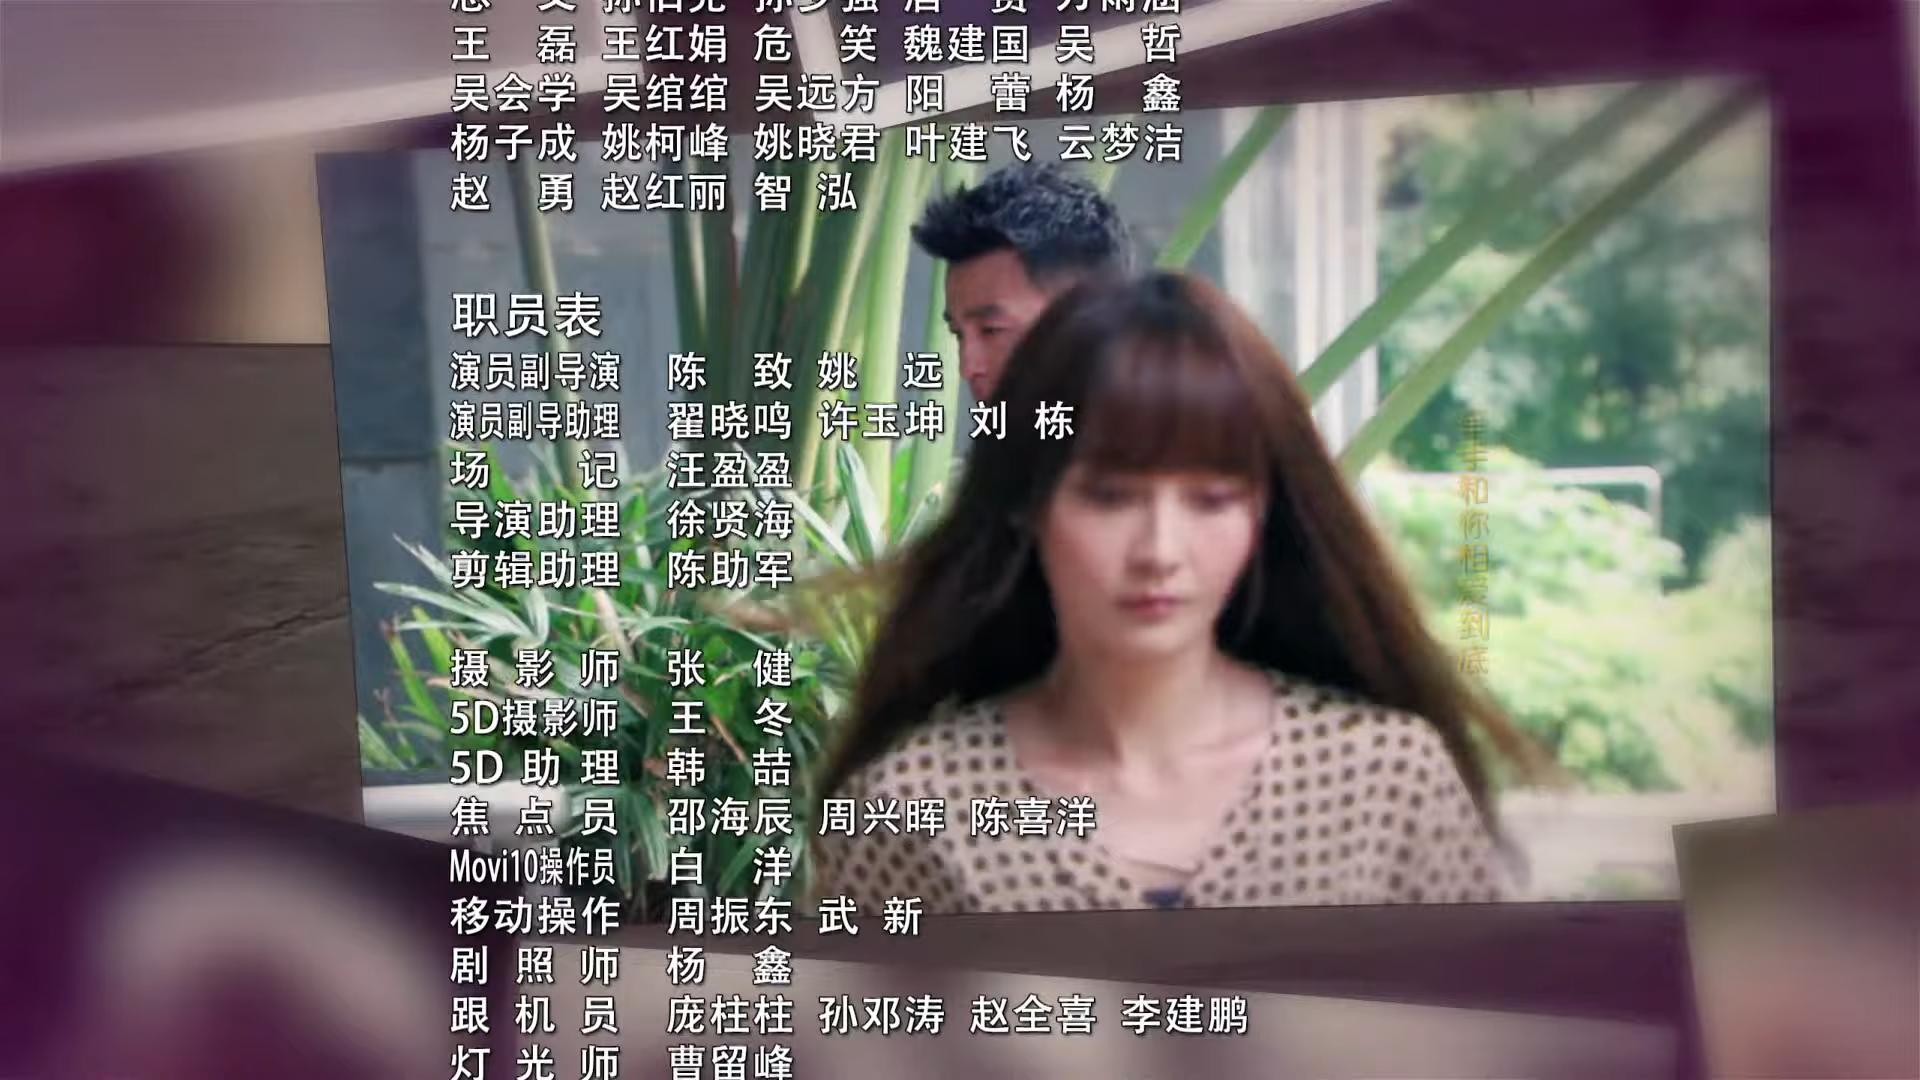 王 磊 王红娟 危 笑 魏建国 吴 哲
吴会学 吴绾绾 吴远方 阳 蕾 杨 鑫
杨子成 姚柯峰 姚晓君 叶建飞 云梦洁
赵 勇 赵红丽 智 泓
职员表
演员副导演 陈 致 姚 远
演员副导助理 翟晓鸣 许玉坤 刘 栋
场 记 汪盈盈
导演助理 徐贤海
剪辑助理 陈助军
摄 影 师 张 健
5D摄影师 王 冬
5D 助 理 韩 喆
焦 点 员 邵海辰 周兴晖 陈喜洋
Movi10操作员 白 洋
移动操作 周振东 武 新
剧 照 师 杨 鑫
跟 机 员 庞柱柱 孙邓涛 赵全喜 李建鹏
灯 光 师 曹留峰
和你相爱到底